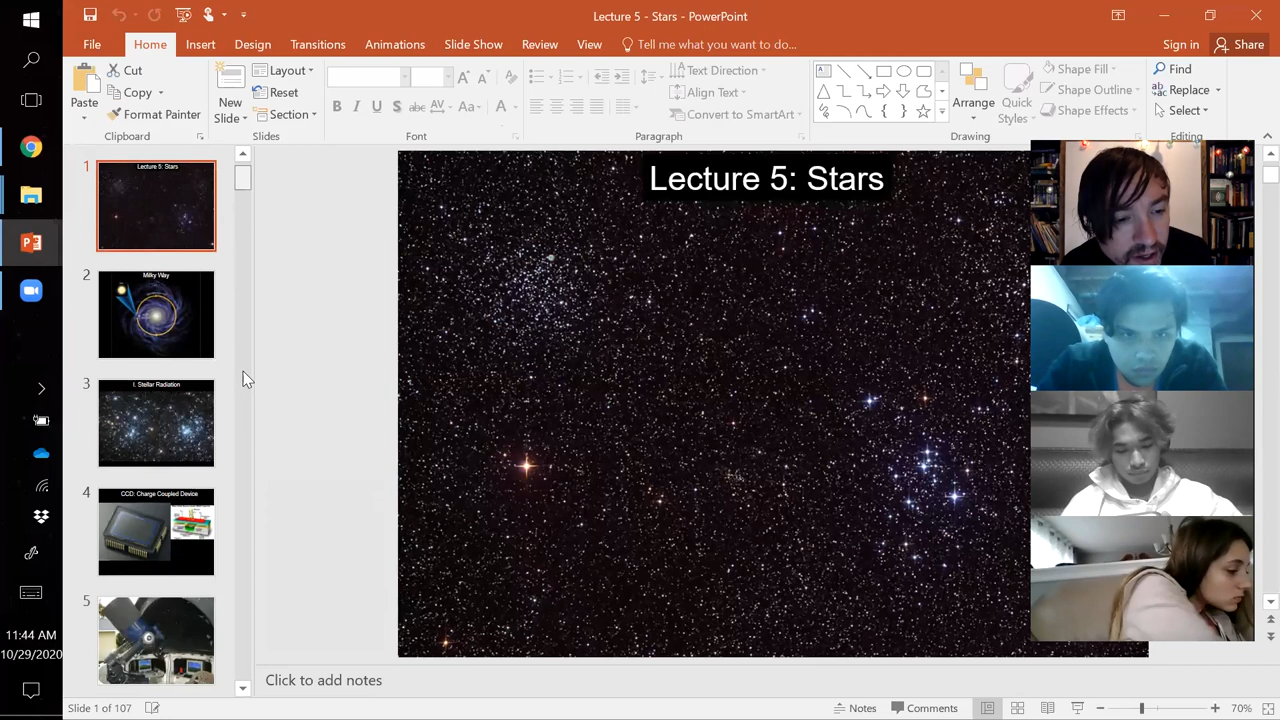 Lecture 5 - Stars - PowerPoint
File Home Insert Design Transitions Animations Slide Show Review View Tell me what you want to do... Sign in Share
Paste
Cut
Copy
Format Painter
Clipboard
New
Slide
Layout
Reset
Section
Slides
B I U S abc AV Aa A
Font
Text Direction
Align Text
Convert to SmartArt
Paragraph
Arrange
Quick
Styles
Shape Fill
Shape Outline
Shape Effects
Drawing
Find
Replace
Select
Editing
1
Lecture 5: Stars
2
Milky Way
3
I. Stellar Radiation
4
CCD: Charge Coupled Device
5
Lecture 5: Stars
11:44 AM
10/29/2020
Click to add notes
Slide 1 of 107
Notes
Comments
70%